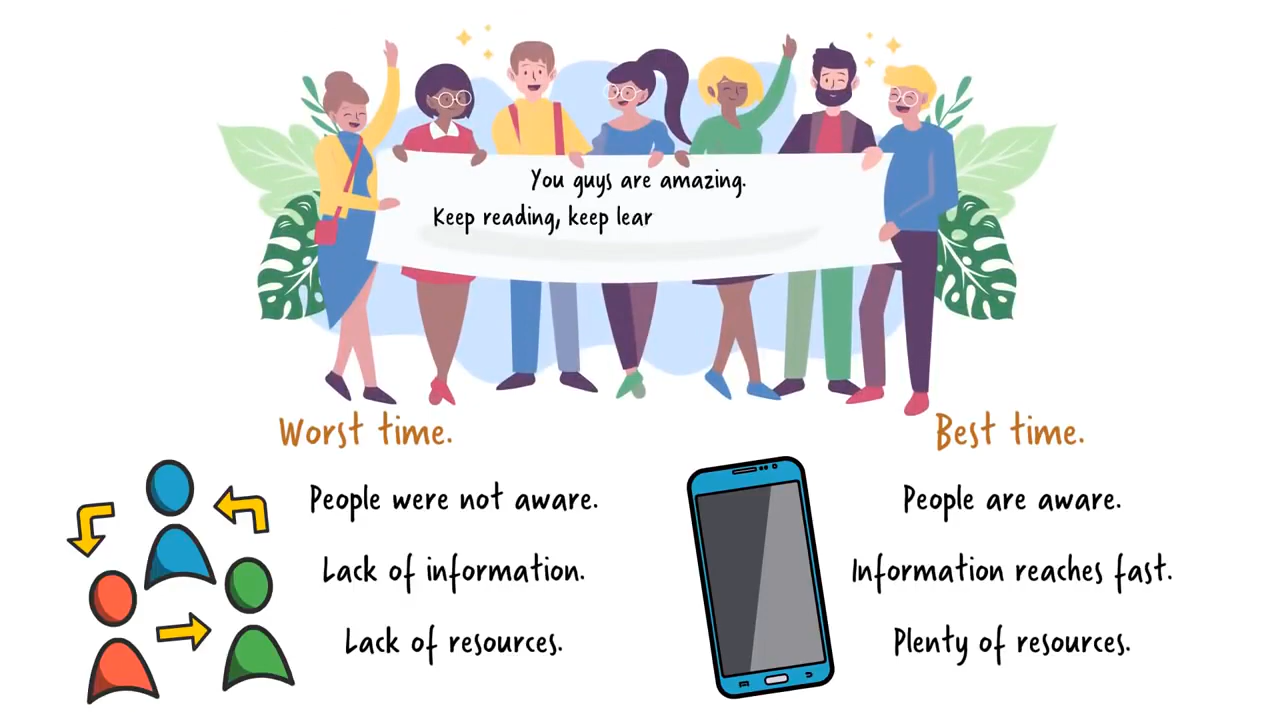 You guys are amazing.
Keep reading, keep lear
Worst time.
People were not aware.
Lack of information.
Lack of resources.
Best time.
People are aware.
Information reaches fast.
Plenty of resources.